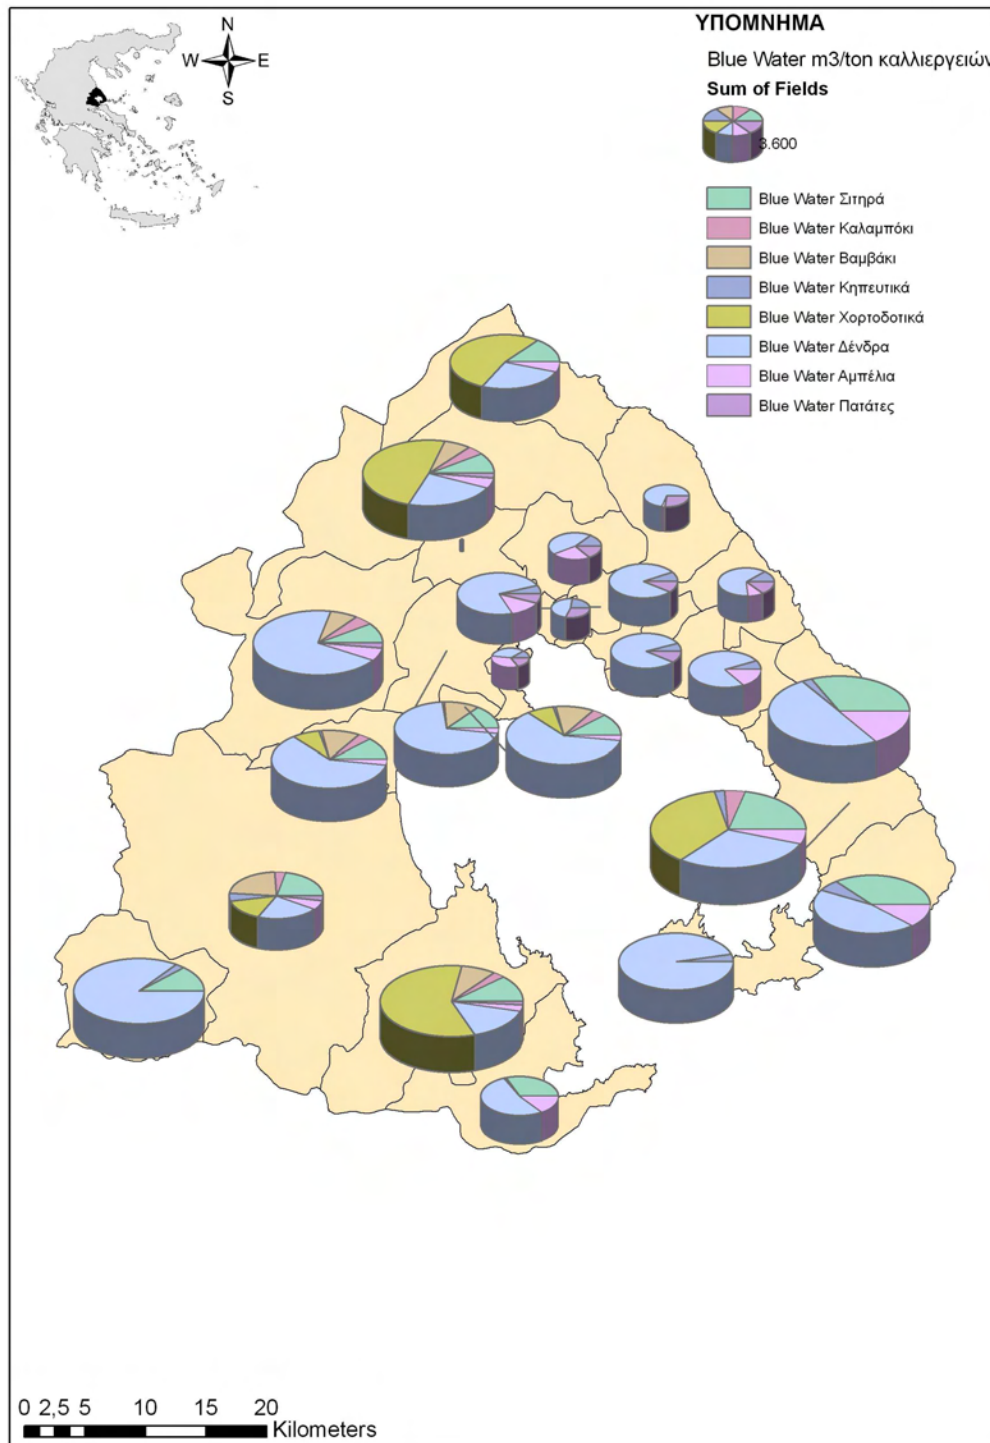 N
W E
S
ΥΠΟΜΝΗΜΑ
Blue Water m3/ton καλλιεργειών
Sum of Fields
3.600
Blue Water Σιτηρά
Blue Water Καλαμπόκι
Blue Water Βαμβάκι
Blue Water Κηπευτικά
Blue Water Χορτοδοτικά
Blue Water Δένδρα
Blue Water Αμπέλια
Blue Water Πατάτες
0 2,5 5 10 15 20
Kilometers